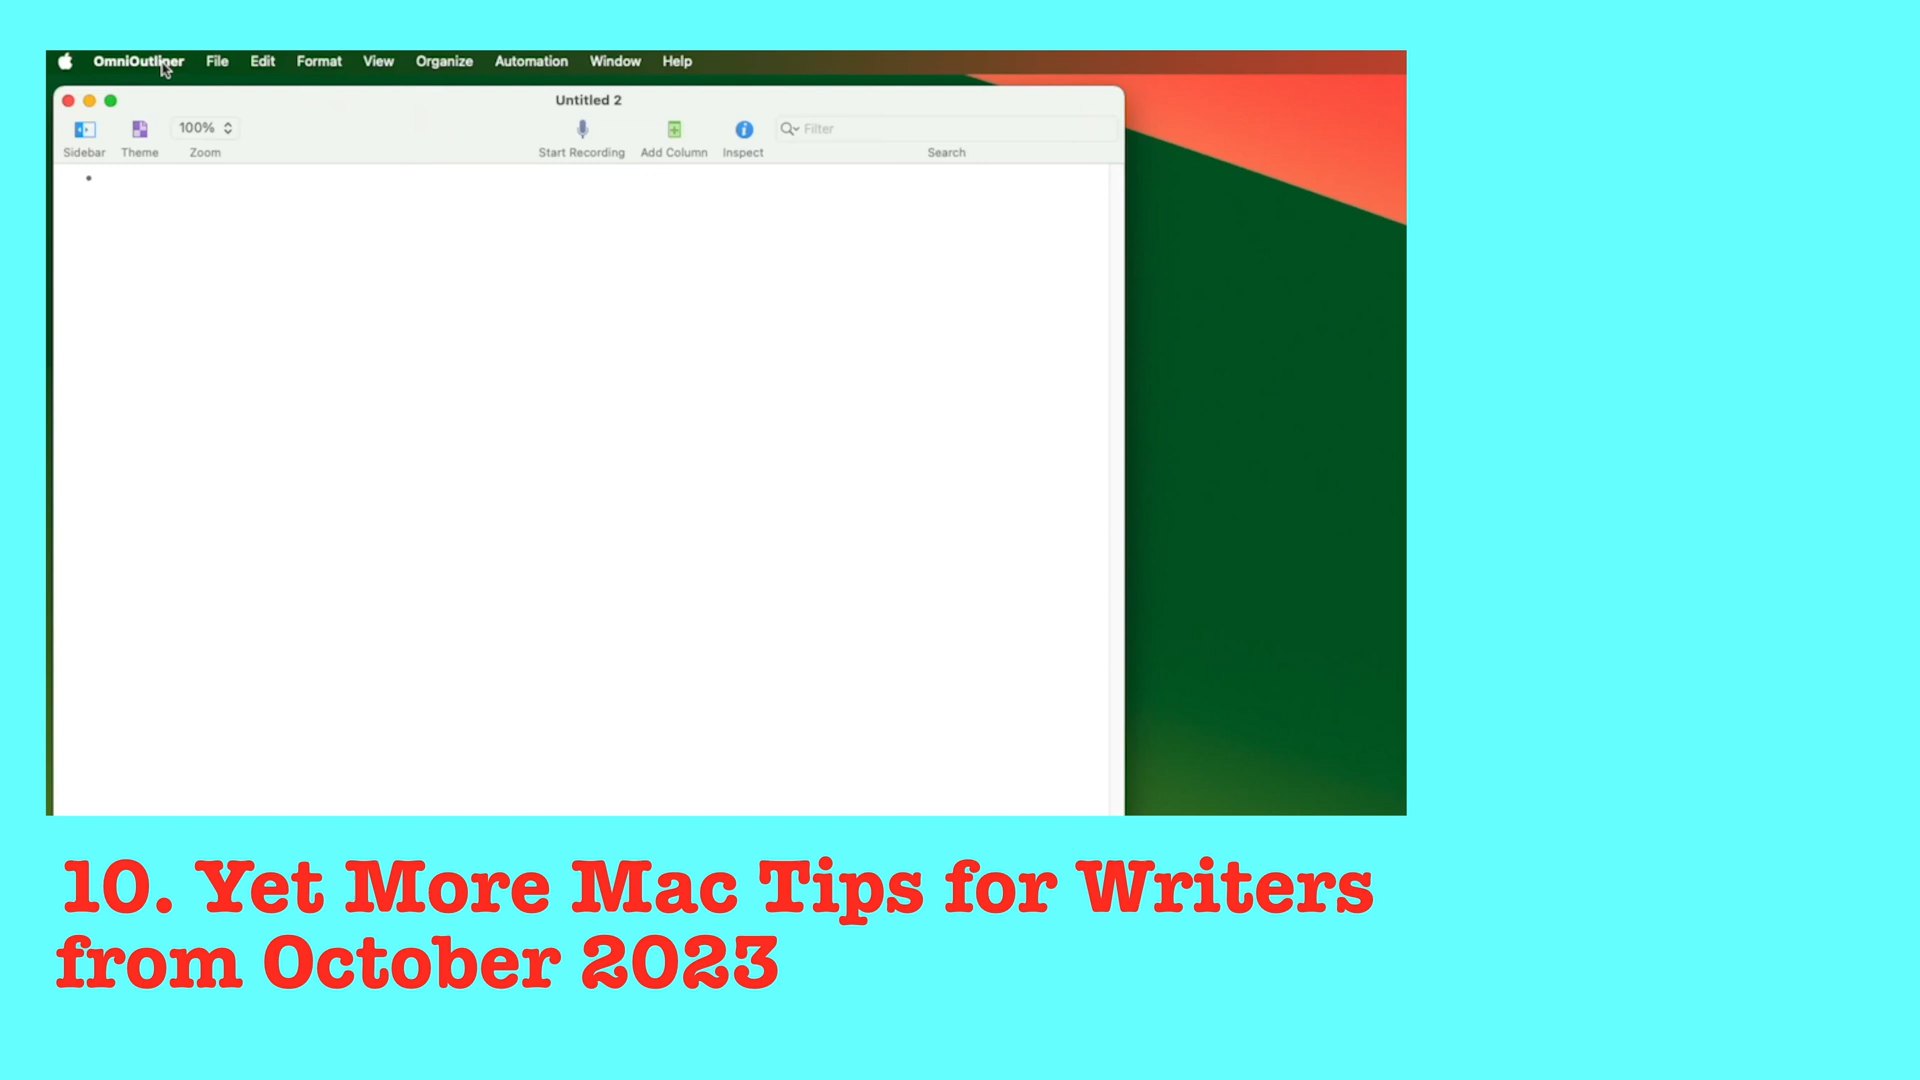 OmniOutliner File Edit Format View Organize Automation Window Help
Untitled 2
100% Filter
Sidebar Theme Zoom Start Recording Add Column Inspect Search
10. Yet More Mac Tips for Writers
from October 2023